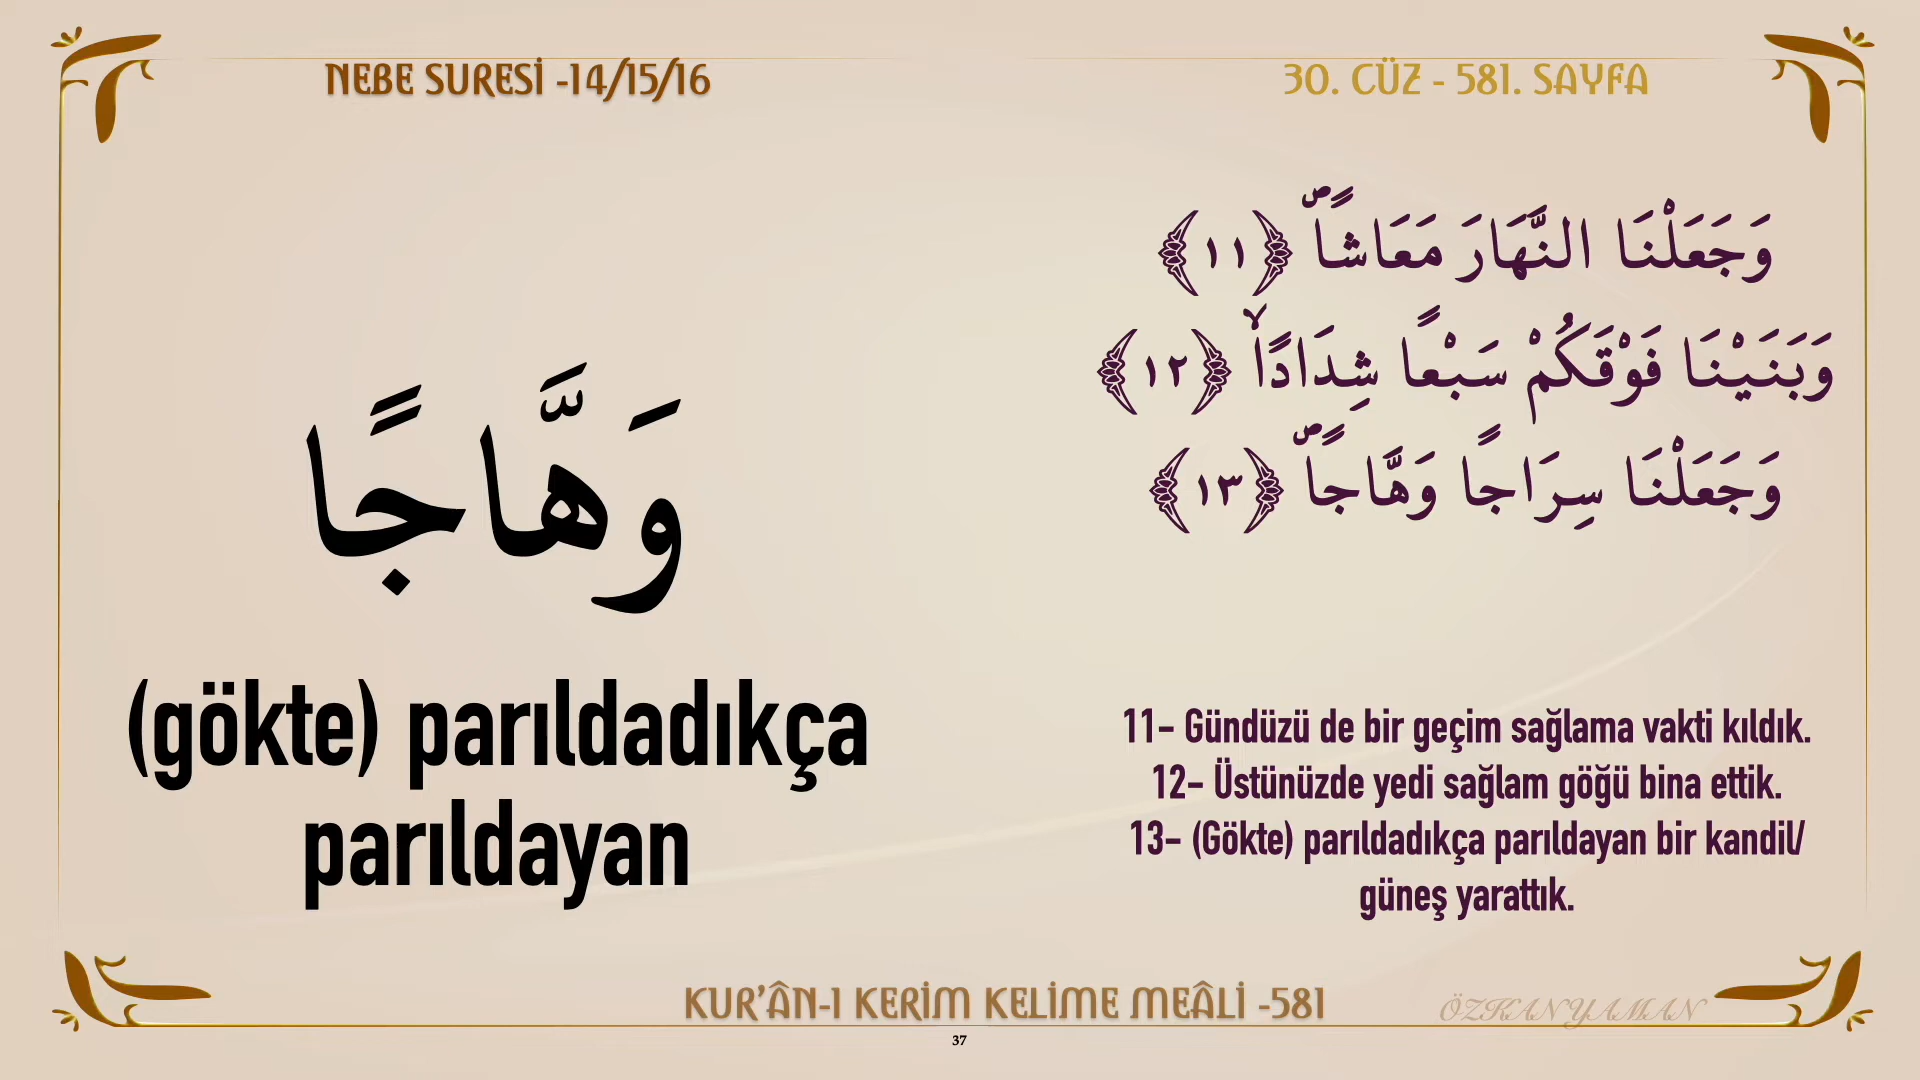 NEBE SURESİ -14/15/16
30. CÜZ - 581. SAYFA
وَهَّاجًا
(gökte) parıldadıkça
parıldayan
وَجَعَلْنَا النَّهَارَ مَعَاشًاۖ ﴿١١﴾
وَبَنَيْنَا فَوْقَكُمْ سَبْعًا شِدَادًاۙ ﴿١٢﴾
وَجَعَلْنَا سِرَاجًا وَهَّاجًاۖ ﴿١٣﴾
11– Gündüzü de bir geçim sağlama vakti kıldık.
12– Üstünüzde yedi sağlam göğü bina ettik.
13– (Gökte) parıldadıkça parıldayan bir kandil/
güneş yarattık.
KUR’ÂN-I KERİM KELİME MEÂLİ -581
ÖZKAN YAMAN
37